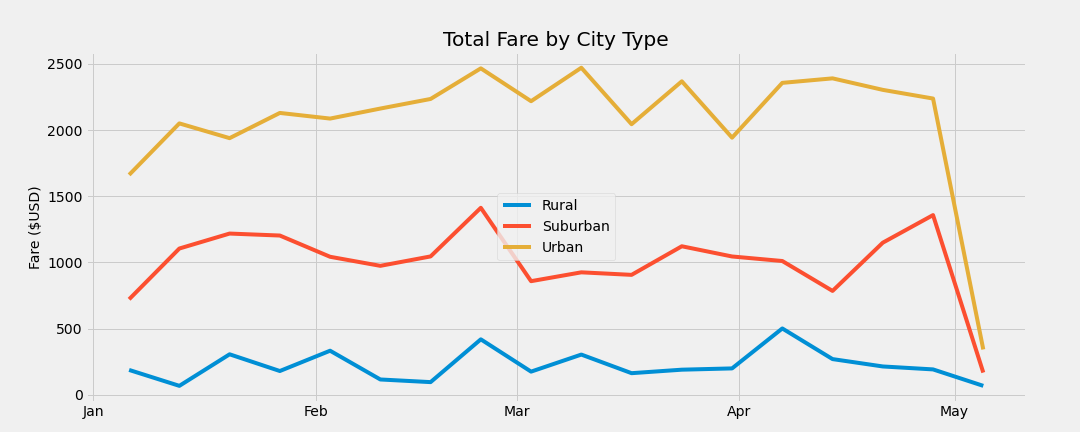 Total Fare by City Type
Fare ($USD)
2500
2000
1500
1000
500
0
Rural
Suburban
Urban
Jan Feb Mar Apr May